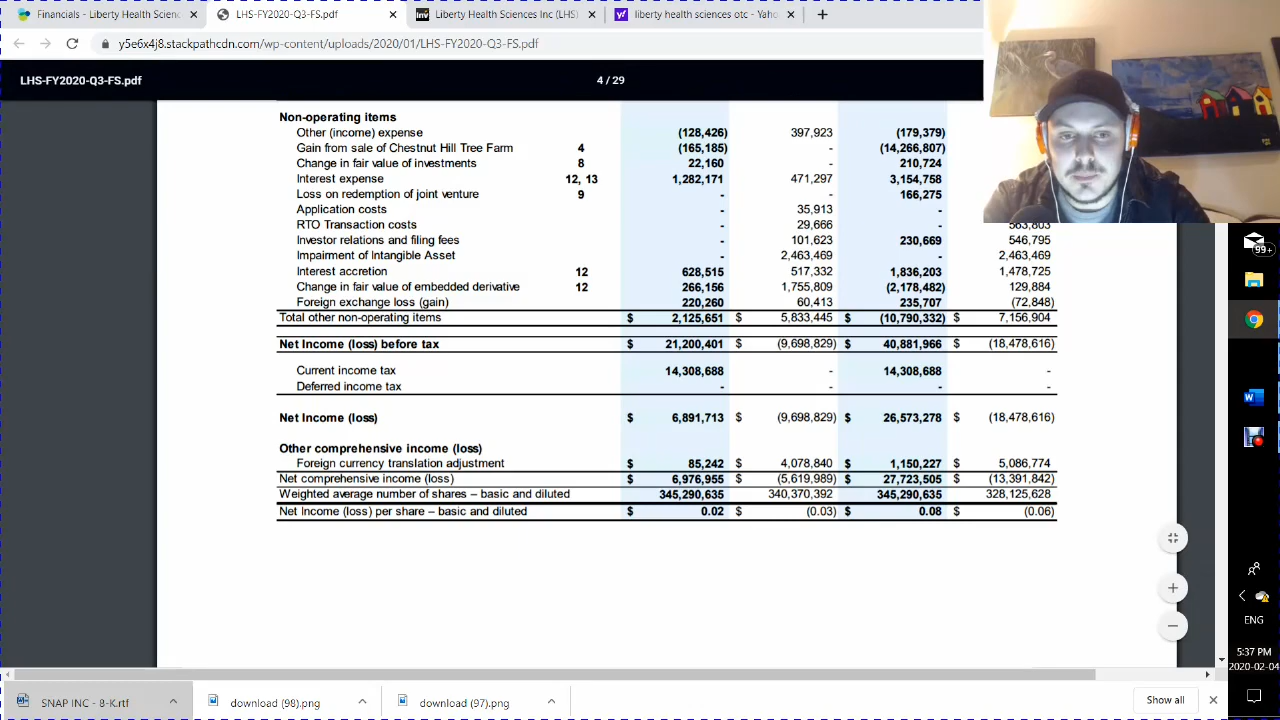 Financials - Liberty Health Scienc
LHS-FY2020-Q3-FS.pdf
Liberty Health Sciences Inc (LHS)
liberty health sciences otc - Yaho
y5e6x4j8.stackpathcdn.com/wp-content/uploads/2020/01/LHS-FY2020-Q3-FS.pdf
LHS-FY2020-Q3-FS.pdf 4 / 29
Non-operating items
Other (income) expense (128,426) 397,923 (179,379)
Gain from sale of Chestnut Hill Tree Farm 4 (165,185) - (14,266,807)
Change in fair value of investments 8 22,160 - 210,724
Interest expense 12, 13 1,282,171 471,297 3,154,758
Loss on redemption of joint venture 9 - - 166,275
Application costs - 35,913 -
RTO Transaction costs - 29,666 - 563,803
Investor relations and filing fees - 101,623 230,669 546,795
Impairment of Intangible Asset - 2,463,469 - 2,463,469
Interest accretion 12 628,515 517,332 1,836,203 1,478,725
Change in fair value of embedded derivative 12 266,156 1,755,809 (2,178,482) 129,884
Foreign exchange loss (gain) 220,260 60,413 235,707 (72,848)
Total other non-operating items $ 2,125,651 $ 5,833,445 $ (10,790,332) $ 7,156,904
Net Income (loss) before tax $ 21,200,401 $ (9,698,829) $ 40,881,966 $ (18,478,616)
Current income tax 14,308,688 - 14,308,688 -
Deferred income tax - - - -
Net Income (loss) $ 6,891,713 $ (9,698,829) $ 26,573,278 $ (18,478,616)
Other comprehensive income (loss)
Foreign currency translation adjustment $ 85,242 $ 4,078,840 $ 1,150,227 $ 5,086,774
Net comprehensive income (loss) $ 6,976,955 $ (5,619,989) $ 27,723,505 $ (13,391,842)
Weighted average number of shares – basic and diluted 345,290,635 340,370,392 345,290,635 328,125,628
Net Income (loss) per share – basic and diluted $ 0.02 $ (0.03) $ 0.08 $ (0.06)
99+
ENG
5:37 PM
2020-02-04
SNAP INC - 8-K.rtf
download (98).png
download (97).png
Show all